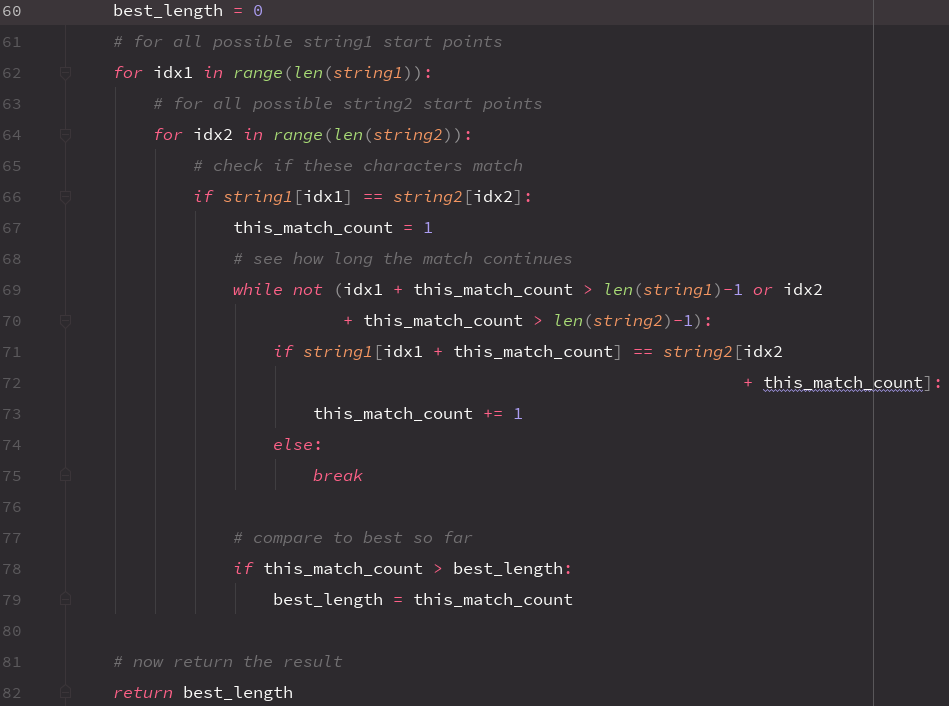 60 best_length = 0
61 # for all possible string1 start points
62 for idx1 in range(len(string1)):
63 # for all possible string2 start points
64 for idx2 in range(len(string2)):
65 # check if these characters match
66 if string1[idx1] == string2[idx2]:
67 this_match_count = 1
68 # see how long the match continues
69 while not (idx1 + this_match_count > len(string1)-1 or idx2
70 + this_match_count > len(string2)-1):
71 if string1[idx1 + this_match_count] == string2[idx2
72 + this_match_count]:
73 this_match_count += 1
74 else:
75 break
76
77 # compare to best so far
78 if this_match_count > best_length:
79 best_length = this_match_count
80
81 # now return the result
82 return best_length